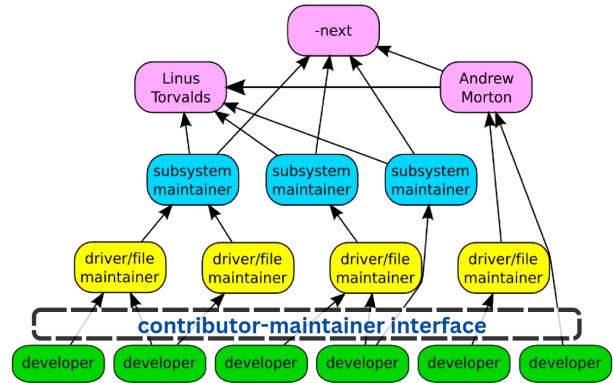 -next
Linus
Torvalds
Andrew
Morton
subsystem
maintainer
subsystem
maintainer
subsystem
maintainer
driver/file
maintainer
driver/file
maintainer
driver/file
maintainer
driver/file
maintainer
contributor-maintainer interface
developer
developer
developer
developer
developer
developer